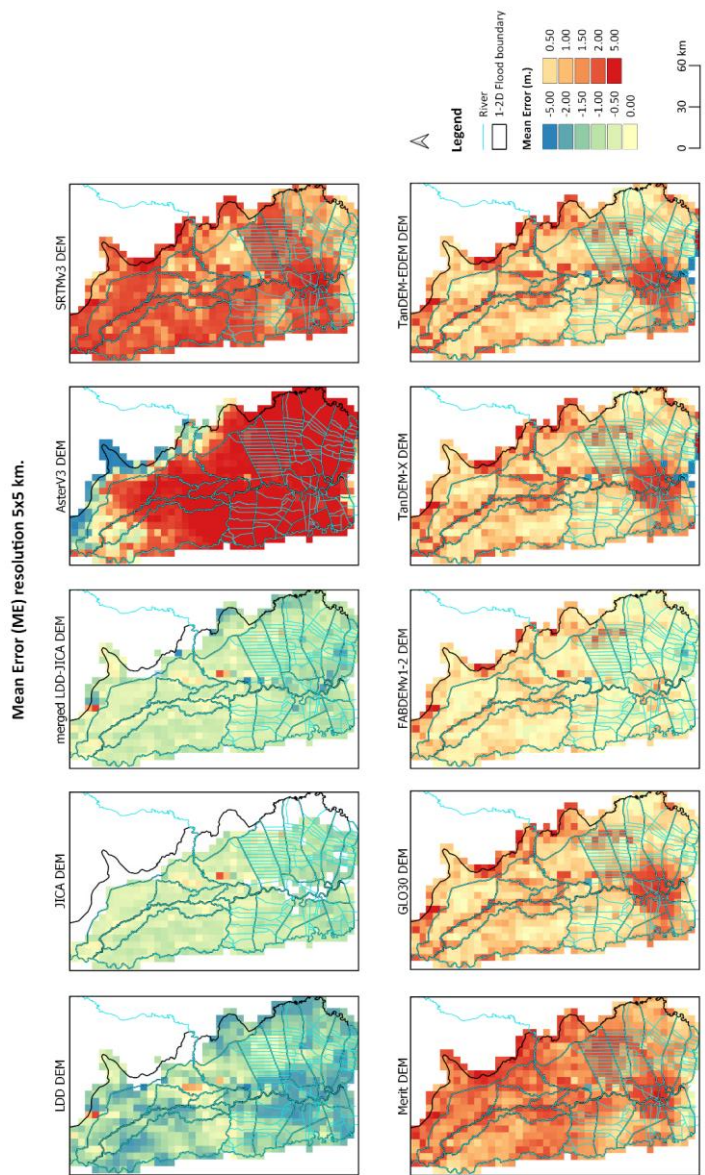 Mean Error (ME) resolution 5x5 km.
LDD DEM
JICA DEM
merged LDD-JICA DEM
AsterV3 DEM
SRTMv3 DEM
Merit DEM
GLO30 DEM
FABDEMv1-2 DEM
TanDEM-X DEM
TanDEM-EDEM DEM
Legend
River
1-2D Flood boundary
Mean Error (m.)
-5.00 0.50
-2.00 1.00
-1.50 1.50
-1.00 2.00
-0.50 5.00
0.00
0 30 60 km